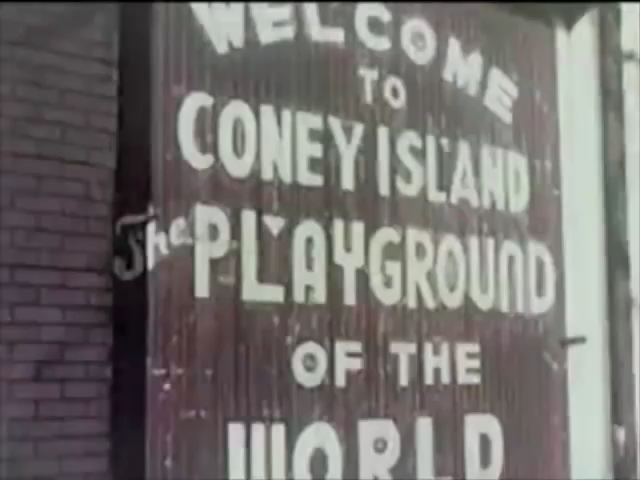 WELCOME
TO
CONEY ISLAND
The PLAYGROUND
OF THE
WORLD